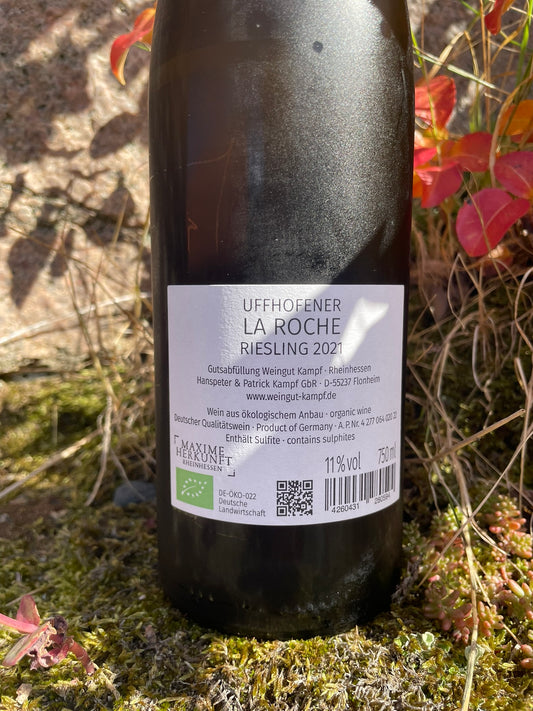 UFFHOFENER
LA ROCHE
RIESLING 2021
Gutsabfüllung Weingut Kampf · Rheinhessen
Hanspeter & Patrick Kampf GbR · D-55237 Flonheim
www.weingut-kampf.de
Wein aus ökologischem Anbau · organic wine
Deutscher Qualitätswein · Product of Germany · A. P. Nr. 4 277 064 020 22
Enthält Sulfite · contains sulphites
MAXIME
HERKUNFT
RHEINHESSEN
11 % vol
750 ml
DE-ÖKO-022
Deutsche
Landwirtschaft
4260431